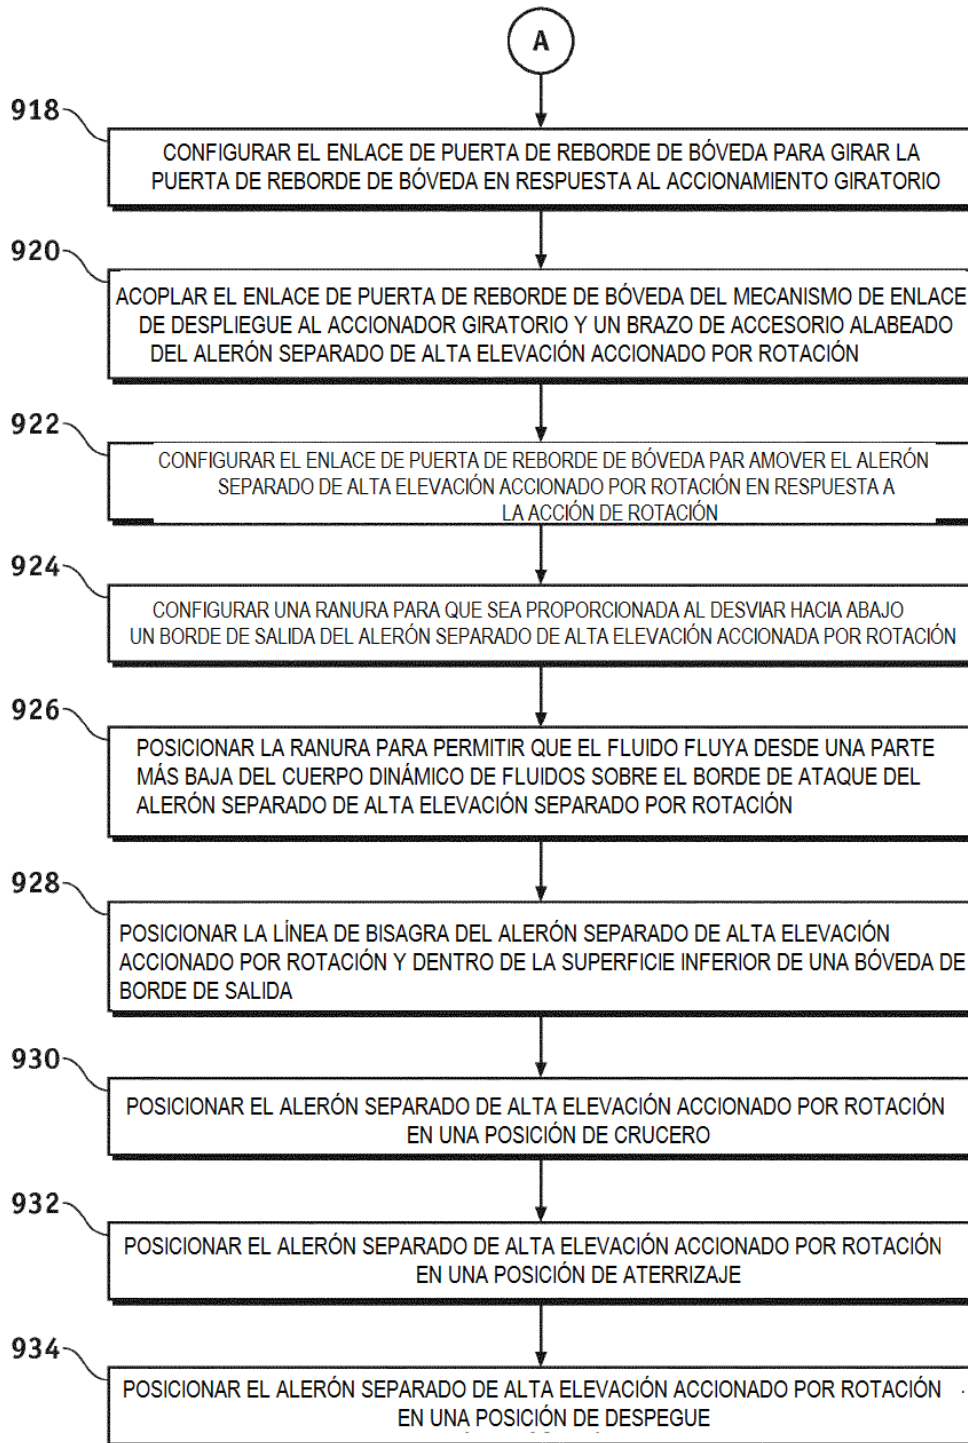 A
918
CONFIGURAR EL ENLACE DE PUERTA DE REBORDE DE BÓVEDA PARA GIRAR LA
PUERTA DE REBORDE DE BÓVEDA EN RESPUESTA AL ACCIONAMIENTO GIRATORIO
920
ACOPLAR EL ENLACE DE PUERTA DE REBORDE DE BÓVEDA DEL MECANISMO DE ENLACE
DE DESPLIEGUE AL ACCIONADOR GIRATORIO Y UN BRAZO DE ACCESORIO ALABEADO
DEL ALERÓN SEPARADO DE ALTA ELEVACIÓN ACCIONADO POR ROTACIÓN
922
CONFIGURAR EL ENLACE DE PUERTA DE REBORDE DE BÓVEDA PAR AMOVER EL ALERÓN
SEPARADO DE ALTA ELEVACIÓN ACCIONADO POR ROTACIÓN EN RESPUESTA A
LA ACCIÓN DE ROTACIÓN
924
CONFIGURAR UNA RANURA PARA QUE SEA PROPORCIONADA AL DESVIAR HACIA ABAJO
UN BORDE DE SALIDA DEL ALERÓN SEPARADO DE ALTA ELEVACIÓN ACCIONADA POR ROTACIÓN
926
POSICIONAR LA RANURA PARA PERMITIR QUE EL FLUIDO FLUYA DESDE UNA PARTE
MÁS BAJA DEL CUERPO DINÁMICO DE FLUIDOS SOBRE EL BORDE DE ATAQUE DEL
ALERÓN SEPARADO DE ALTA ELEVACIÓN SEPARADO POR ROTACIÓN
928
POSICIONAR LA LÍNEA DE BISAGRA DEL ALERÓN SEPARADO DE ALTA ELEVACIÓN
ACCIONADO POR ROTACIÓN Y DENTRO DE LA SUPERFICIE INFERIOR DE UNA BÓVEDA DE
BORDE DE SALIDA
930
POSICIONAR EL ALERÓN SEPARADO DE ALTA ELEVACIÓN ACCIONADO POR ROTACIÓN
EN UNA POSICIÓN DE CRUCERO
932
POSICIONAR EL ALERÓN SEPARADO DE ALTA ELEVACIÓN ACCIONADO POR ROTACIÓN
EN UNA POSICIÓN DE ATERRIZAJE
934
POSICIONAR EL ALERÓN SEPARADO DE ALTA ELEVACIÓN ACCIONADO POR ROTACIÓN
EN UNA POSICIÓN DE DESPEGUE